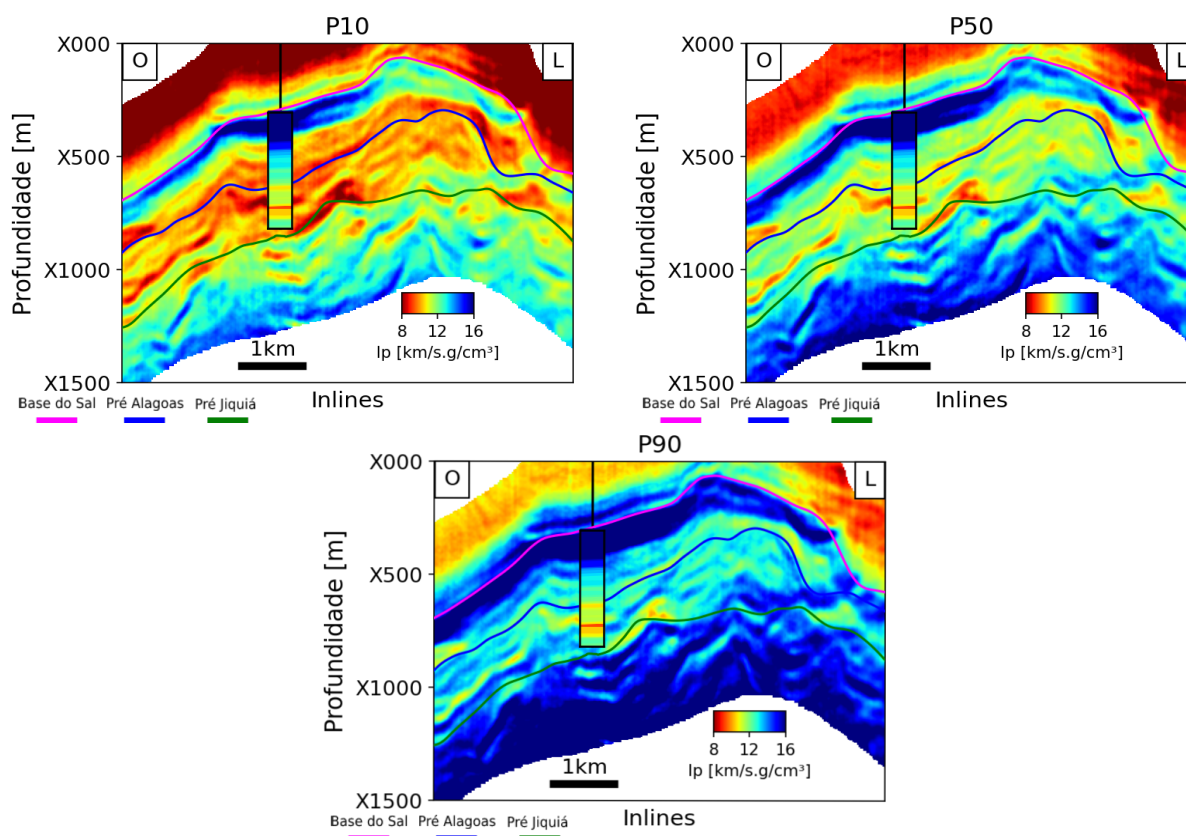 P10
X000
O
L
X500
X1000
X1500
Profundidade [m]
8 12 16
Ip [km/s.g/cm³]
1km
Inlines
Base do Sal Pré Alagoas Pré Jiquiá
P50
X000
O
L
X500
X1000
X1500
Profundidade [m]
8 12 16
Ip [km/s.g/cm³]
1km
Inlines
Base do Sal Pré Alagoas Pré Jiquiá
P90
X000
O
L
X500
X1000
X1500
Profundidade [m]
8 12 16
Ip [km/s.g/cm³]
1km
Inlines
Base do Sal Pré Alagoas Pré Jiquiá